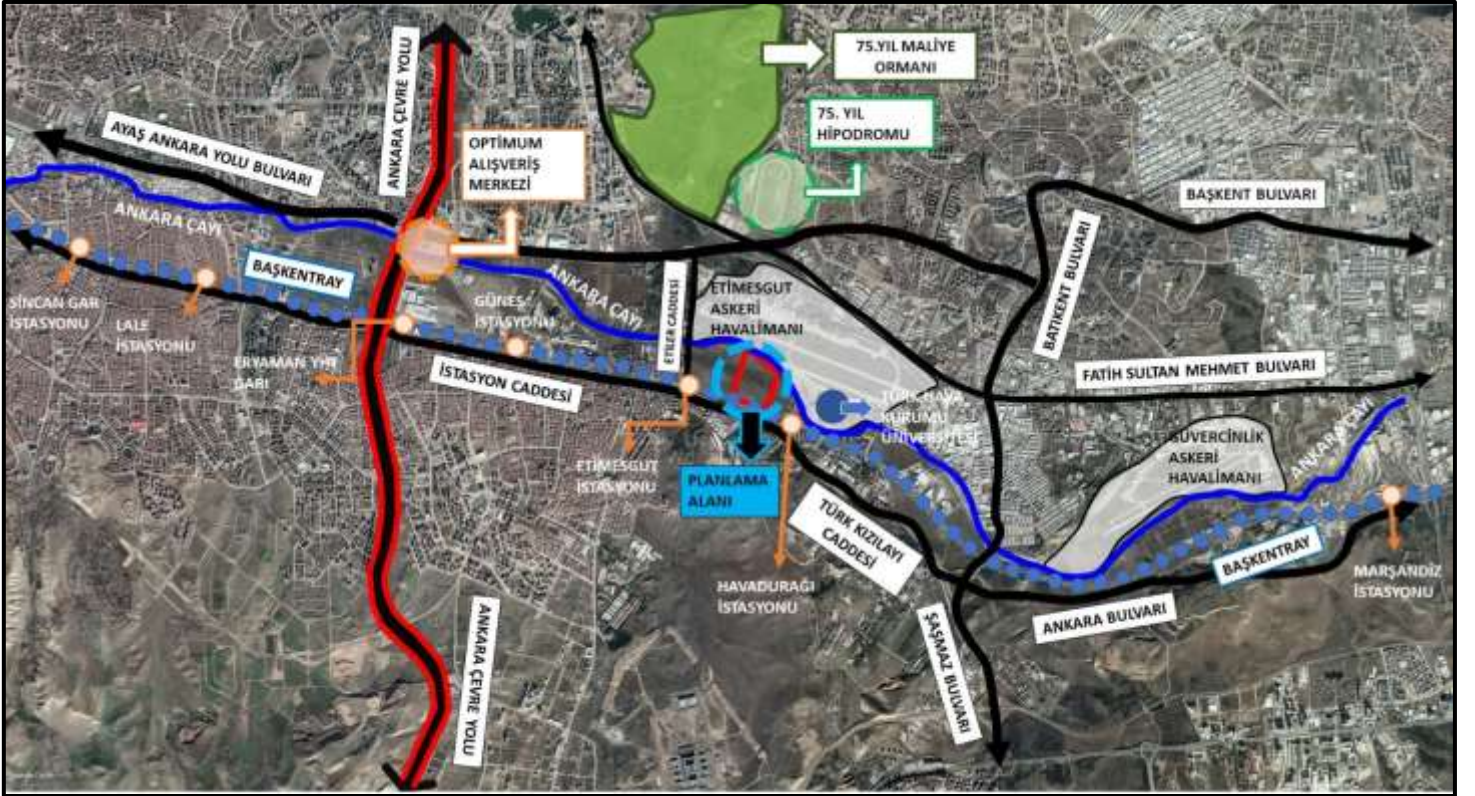 75.YIL MALİYE
ORMANI
75. YIL
HİPODROMU
ANKARA ÇEVRE YOLU
OPTİMUM
ALIŞVERİŞ
MERKEZİ
AYAŞ ANKARA YOLU BULVARI
ANKARA ÇAYI
BAŞKENTRAY
SİNCAN GAR
İSTASYONU
LALE
İSTASYONU
ERYAMAN YHT
GARI
GÜNEŞ
İSTASYONU
ANKARA ÇAYI
İSTASYON CADDESİ
ETİLER CADDESİ
ETİMESGUT
ASKERİ
HAVALİMANI
BAŞKENT BULVARI
BATIKENT BULVARI
FATİH SULTAN MEHMET BULVARI
TÜRK HAVA
KURUMU
ÜNİVERSİTESİ
GÜVERCİNLİK
ASKERİ
HAVALİMANI
ANKARA ÇAYI
ETİMESGUT
İSTASYONU
PLANLAMA
ALANI
TÜRK KIZILAYI
CADDESİ
HAVADURAĞI
İSTASYONU
BAŞKENTRAY
MARŞANDİZ
İSTASYONU
ANKARA BULVARI
ŞAŞMAZ BULVARI
ANKARA ÇEVRE YOLU